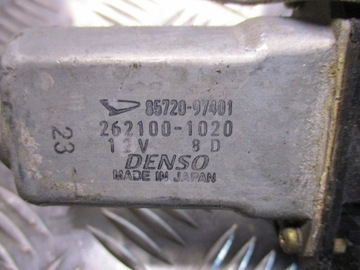 85720-97401
262100-1020
12V 8D
DENSO
MADE IN JAPAN
23